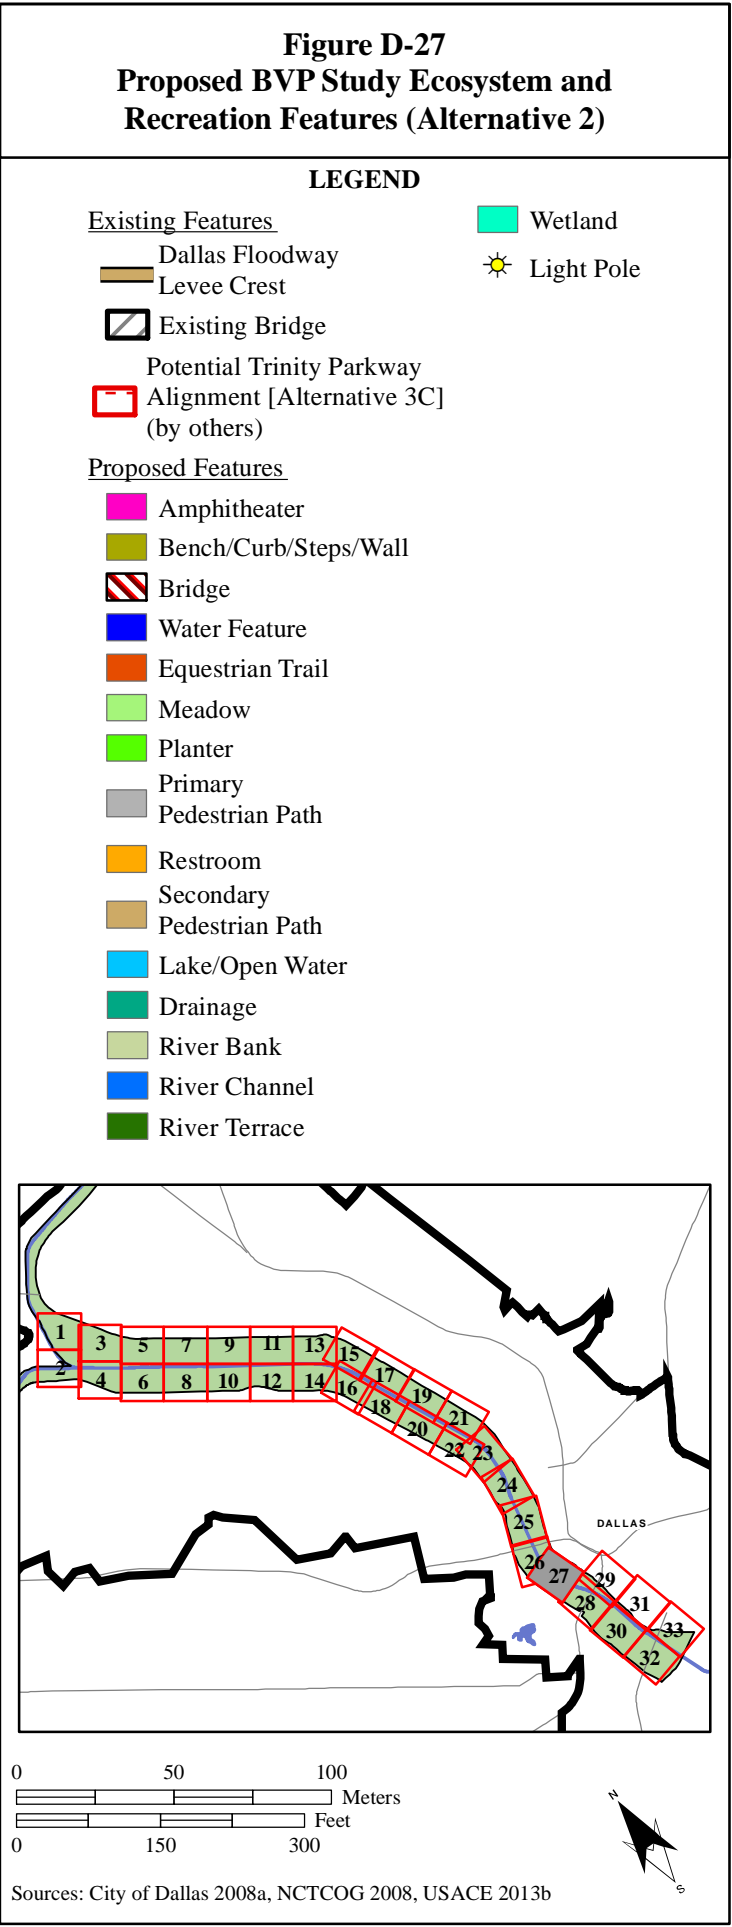 Figure D-27
Proposed BVP Study Ecosystem and
Recreation Features (Alternative 2)
LEGEND
Existing Features
Dallas Floodway
Levee Crest
Existing Bridge
Potential Trinity Parkway
Alignment [Alternative 3C]
(by others)
Proposed Features
Amphitheater
Bench/Curb/Steps/Wall
Bridge
Water Feature
Equestrian Trail
Meadow
Planter
Primary
Pedestrian Path
Restroom
Secondary
Pedestrian Path
Lake/Open Water
Drainage
River Bank
River Channel
River Terrace
Wetland
Light Pole
1 3 5 7 9 11 13 15 17 19 21
2 4 6 8 10 12 14 16 18 20 22
23
24
25
26
27
28
29
30
31
32
33
DALLAS
0 50 100
Meters
Feet
0 150 300
N
S
Sources: City of Dallas 2008a, NCTCOG 2008, USACE 2013b